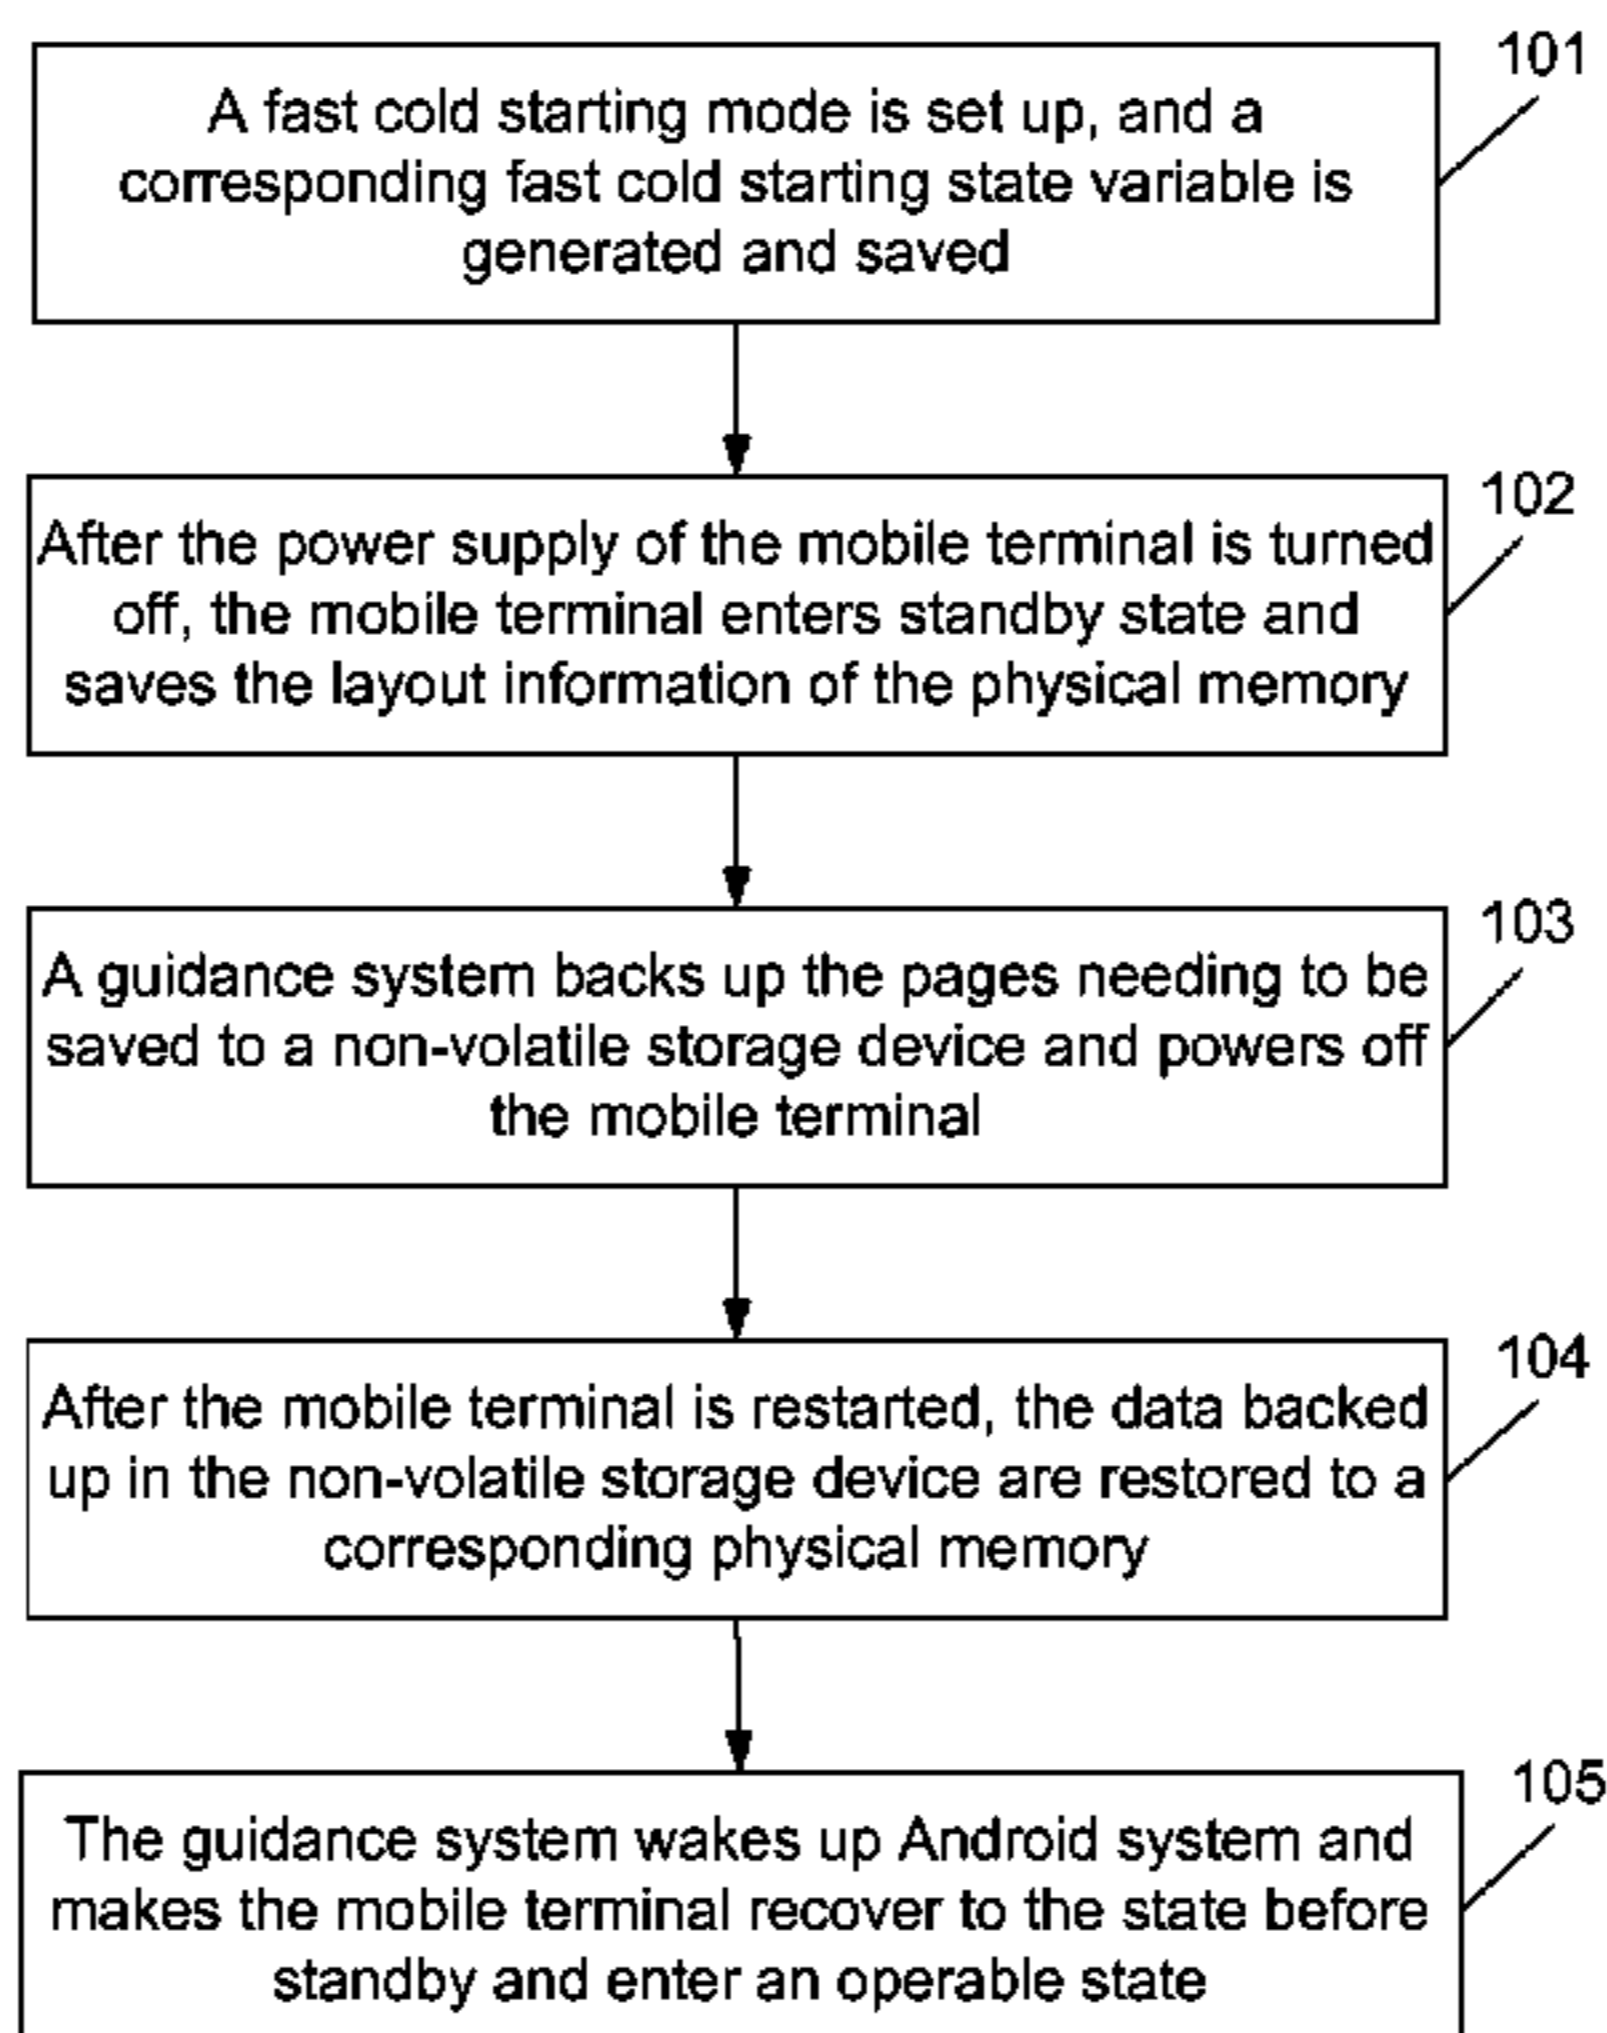 101
A fast cold starting mode is set up, and a
corresponding fast cold starting state variable is
generated and saved
102
After the power supply of the mobile terminal is turned
off, the mobile terminal enters standby state and
saves the layout information of the physical memory
103
A guidance system backs up the pages needing to be
saved to a non-volatile storage device and powers off
the mobile terminal
104
After the mobile terminal is restarted, the data backed
up in the non-volatile storage device are restored to a
corresponding physical memory
105
The guidance system wakes up Android system and
makes the mobile terminal recover to the state before
standby and enter an operable state